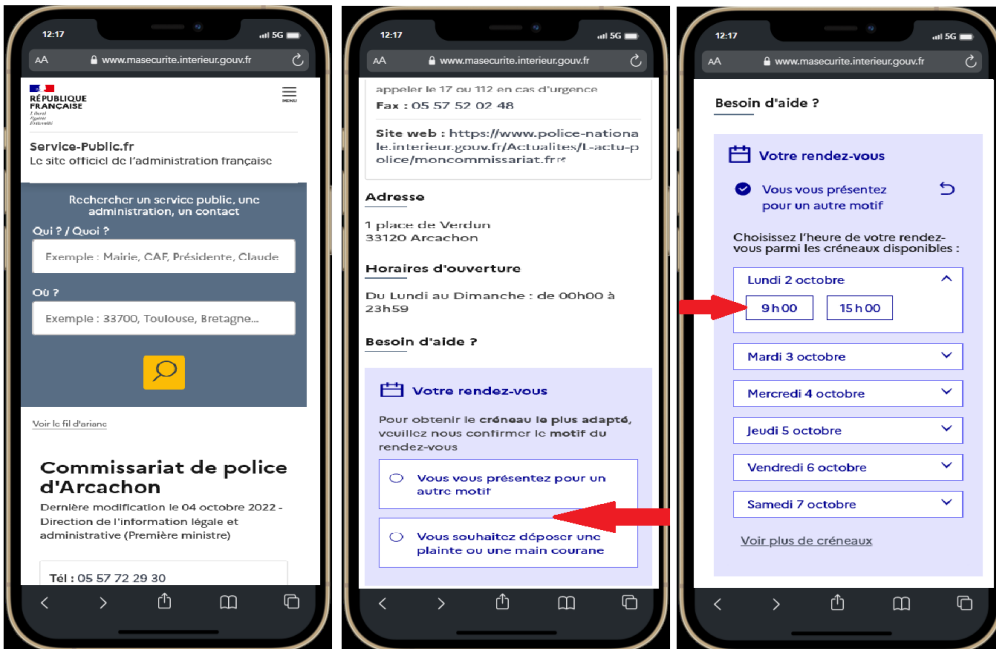 12:17
5G
AA
www.masecurite.interieur.gouv.fr
RÉPUBLIQUE
FRANÇAISE
Liberté
Égalité
Fraternité
MENU
Service-Public.fr
Le site officiel de l'administration française
Rechercher un service public, une
administration, un contact
Qui ? / Quoi ?
Exemple : Mairie, CAF, Présidente, Claude
Où ?
Exemple : 33700, Toulouse, Bretagne...
Voir le fil d'ariane
Commissariat de police
d'Arcachon
Dernière modification le 04 octobre 2022 -
Direction de l'information légale et
administrative (Première ministre)
Tél : 05 57 72 29 30
12:17
5G
AA
www.masecurite.interieur.gouv.fr
appeler le 17 ou 112 en cas d'urgence
Fax : 05 57 52 02 48
Site web : https://www.police-nationa
le.interieur.gouv.fr/Actualites/L-actu-p
olice/moncommissariat.fr
Adresse
1 place de Verdun
33120 Arcachon
Horaires d'ouverture
Du Lundi au Dimanche : de 00h00 à
23h59
Besoin d'aide ?
Votre rendez-vous
Pour obtenir le créneau le plus adapté,
veuillez nous confirmer le motif du
rendez-vous
Vous vous présentez pour un
autre motif
Vous souhaitez déposer une
plainte ou une main courane
12:17
5G
AA
www.masecurite.interieur.gouv.fr
Besoin d'aide ?
Votre rendez-vous
Vous vous présentez
pour un autre motif
Choisissez l'heure de votre rendez-
vous parmi les créneaux disponibles :
Lundi 2 octobre
9h00 15h00
Mardi 3 octobre
Mercredi 4 octobre
Jeudi 5 octobre
Vendredi 6 octobre
Samedi 7 octobre
Voir plus de créneaux